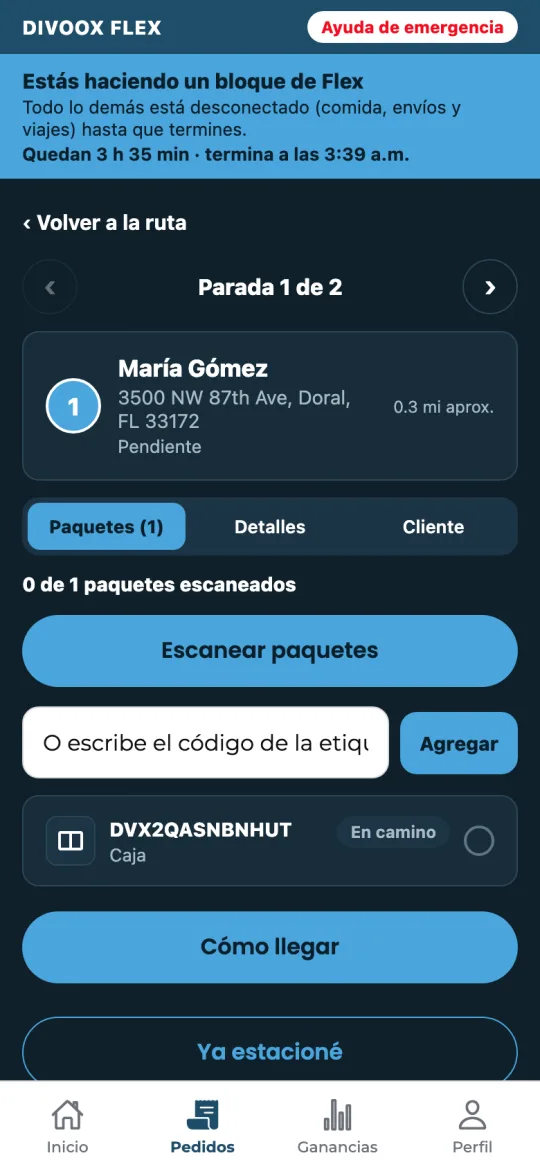 DIVOOX FLEX
Ayuda de emergencia
Estás haciendo un bloque de Flex
Todo lo demás está desconectado (comida, envíos y
viajes) hasta que termines.
Quedan 3 h 35 min · termina a las 3:39 a.m.
‹ Volver a la ruta
‹
Parada 1 de 2
›
1
María Gómez
3500 NW 87th Ave, Doral,
FL 33172
Pendiente
0.3 mi aprox.
Paquetes (1)
Detalles
Cliente
0 de 1 paquetes escaneados
Escanear paquetes
O escribe el código de la etiqu
Agregar
DVX2QASNBNHUT
Caja
En camino
Cómo llegar
Ya estacioné
Inicio
Pedidos
Ganancias
Perfil